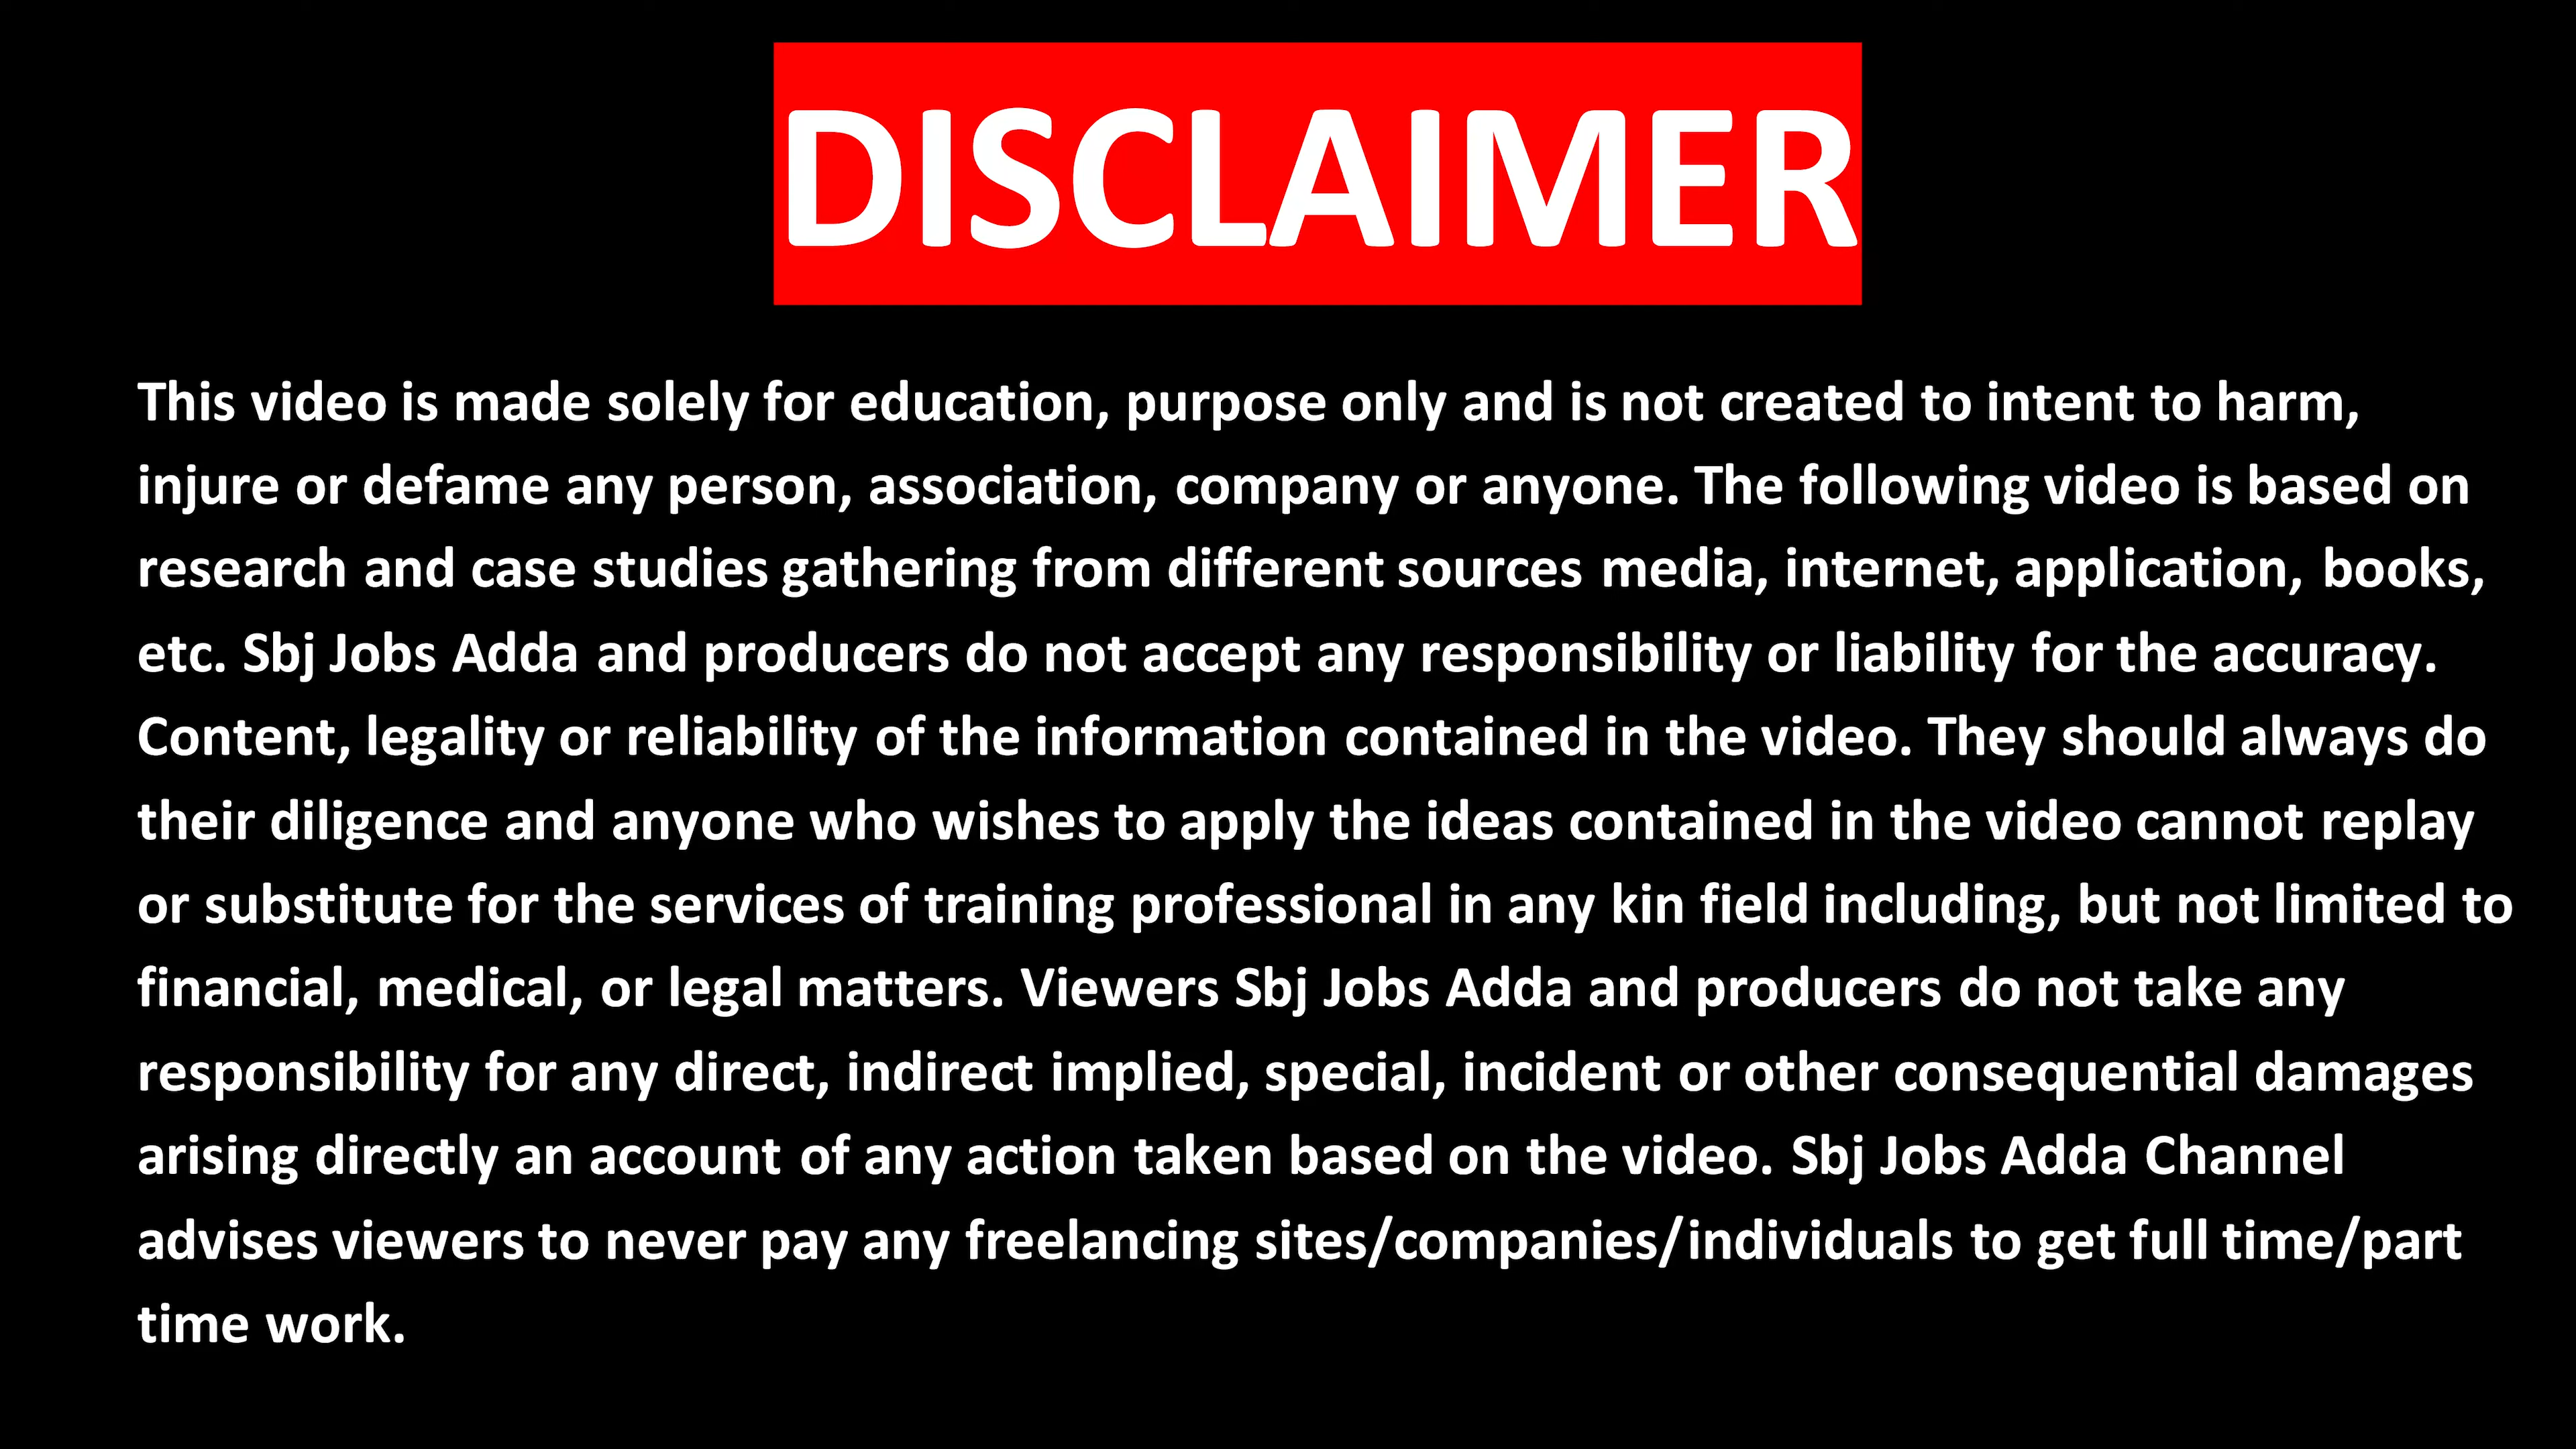 DISCLAIMER
This video is made solely for education, purpose only and is not created to intent to harm,
injure or defame any person, association, company or anyone. The following video is based on
research and case studies gathering from different sources media, internet, application, books,
etc. Sbj Jobs Adda and producers do not accept any responsibility or liability for the accuracy.
Content, legality or reliability of the information contained in the video. They should always do
their diligence and anyone who wishes to apply the ideas contained in the video cannot replay
or substitute for the services of training professional in any kin field including, but not limited to
financial, medical, or legal matters. Viewers Sbj Jobs Adda and producers do not take any
responsibility for any direct, indirect implied, special, incident or other consequential damages
arising directly an account of any action taken based on the video. Sbj Jobs Adda Channel
advises viewers to never pay any freelancing sites/companies/individuals to get full time/part
time work.